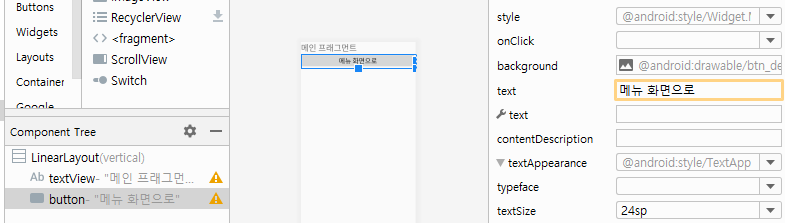 Buttons
Widgets
Layouts
Container
Google
ImageView
RecyclerView
<fragment>
ScrollView
Switch
Component Tree
LinearLayout(vertical)
Ab textView- "메인 프래그먼...
button- "메뉴 화면으로"
메인 프래그먼트
메뉴 화면으로
style @android:style/Widget.M
onClick
background @android:drawable/btn_de
text 메뉴 화면으로
text
contentDescription
textAppearance @android:style/TextApp
typeface
textSize 24sp